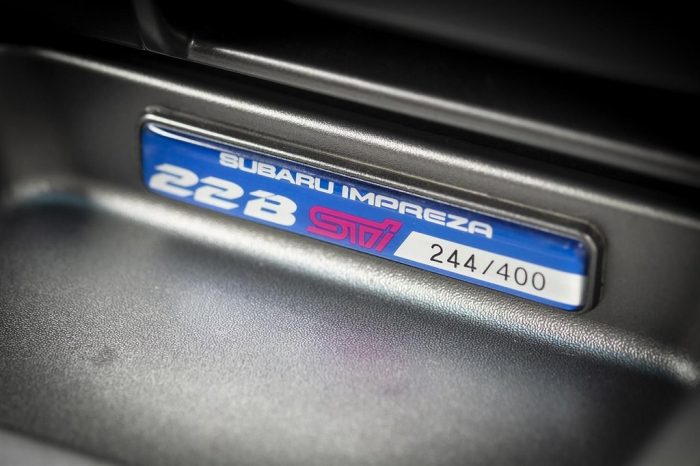 SUBARU IMPREZA
22B STi 244/400